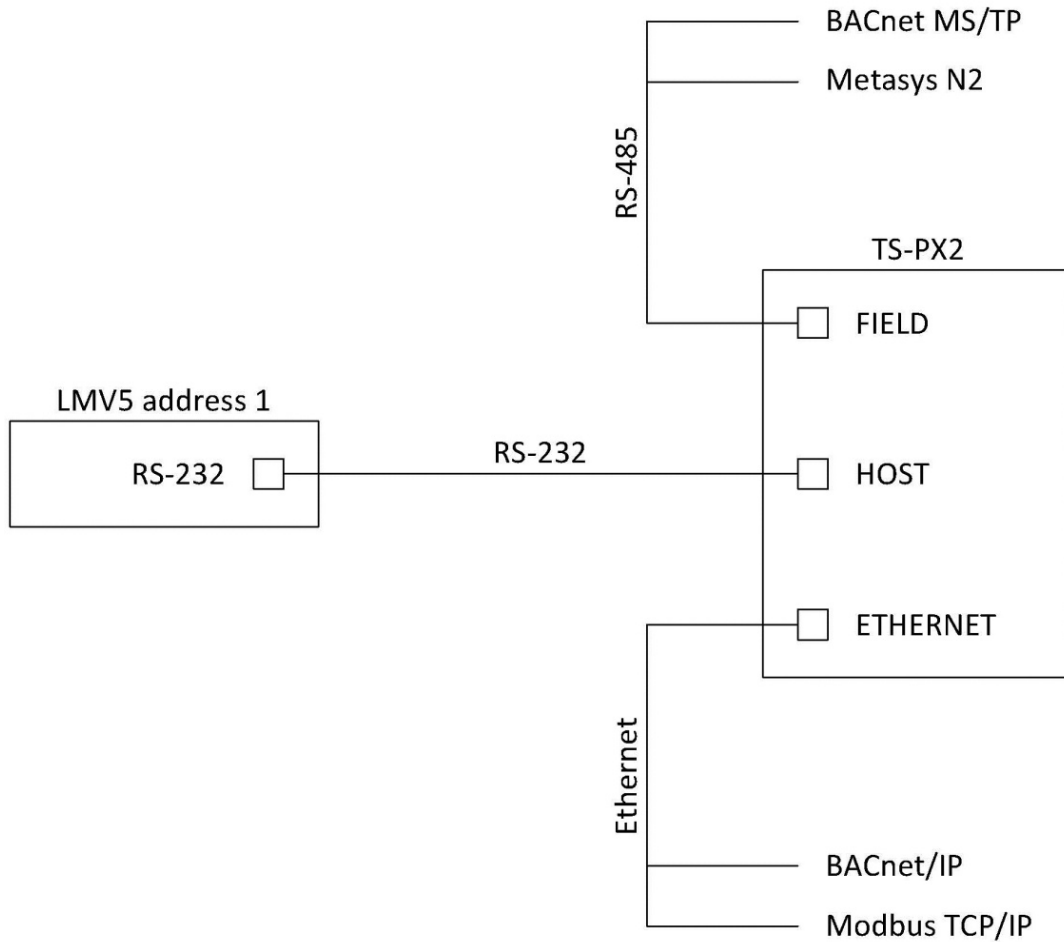 BACnet MS/TP
Metasys N2
RS-485
TS-PX2
FIELD
LMV5 address 1
RS-232
RS-232
HOST
ETHERNET
Ethernet
BACnet/IP
Modbus TCP/IP